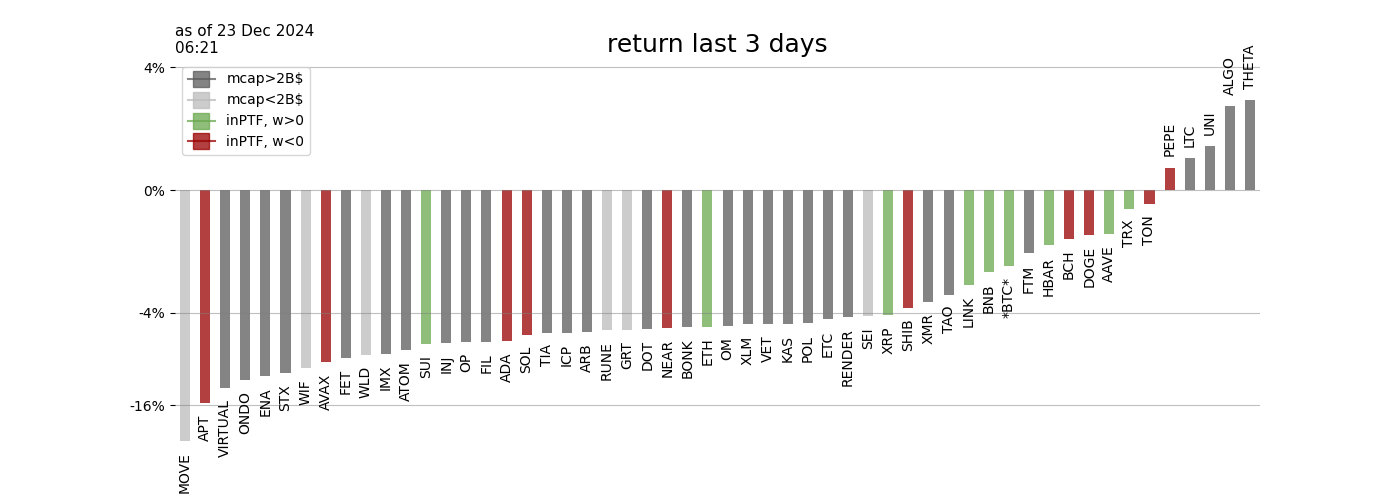 as of 23 Dec 2024
06:21
return last 3 days
4%
0%
-4%
-16%
mcap>2B$
mcap<2B$
inPTF, w>0
inPTF, w<0
MOVE
APT
VIRTUAL
ONDO
ENA
STX
WIF
AVAX
FET
WLD
IMX
ATOM
SUI
INJ
OP
FIL
ADA
SOL
TIA
ICP
ARB
RUNE
GRT
DOT
NEAR
BONK
ETH
OM
XLM
VET
KAS
POL
ETC
RENDER
SEI
XRP
SHIB
XMR
TAO
LINK
BNB
*BTC*
FTM
HBAR
BCH
DOGE
AAVE
TRX
TON
PEPE
LTC
UNI
ALGO
THETA